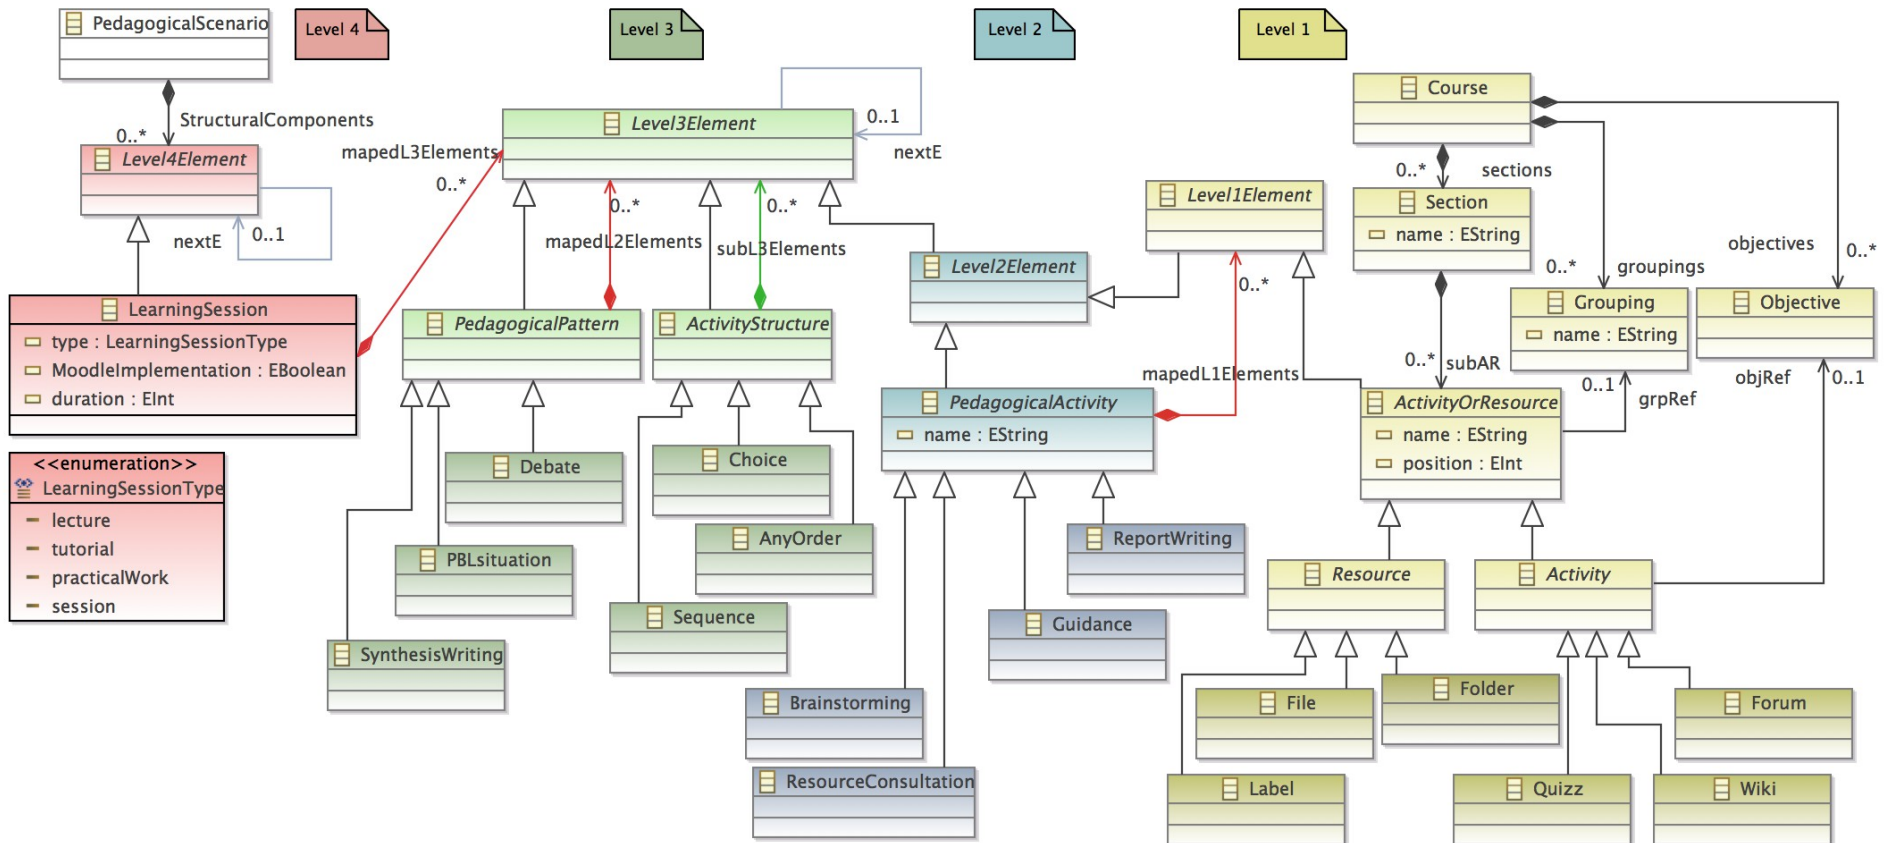 PedagogicalScenario
Level 4
Level 3
Level 2
Level 1
StructuralComponents
0..*
Level4Element
nextE
0..1
LearningSession
type : LearningSessionType
MoodleImplementation : EBoolean
duration : EInt
<<enumeration>>
LearningSessionType
lecture
tutorial
practicalWork
session
mapedL3Elements
0..*
Level3Element
0..1
nextE
0..*
mapedL2Elements
0..*
subL3Elements
PedagogicalPattern
ActivityStructure
Debate
PBLsituation
SynthesisWriting
Choice
AnyOrder
Sequence
Level2Element
PedagogicalActivity
name : EString
mapedL1Elements
0..*
ReportWriting
Guidance
Brainstorming
ResourceConsultation
Level1Element
Course
0..*
sections
Section
name : EString
0..*
groupings
objectives
0..*
Grouping
name : EString
Objective
0..*
subAR
0..1
grpRef
objRef
0..1
ActivityOrResource
name : EString
position : EInt
Resource
Activity
File
Folder
Forum
Label
Quizz
Wiki